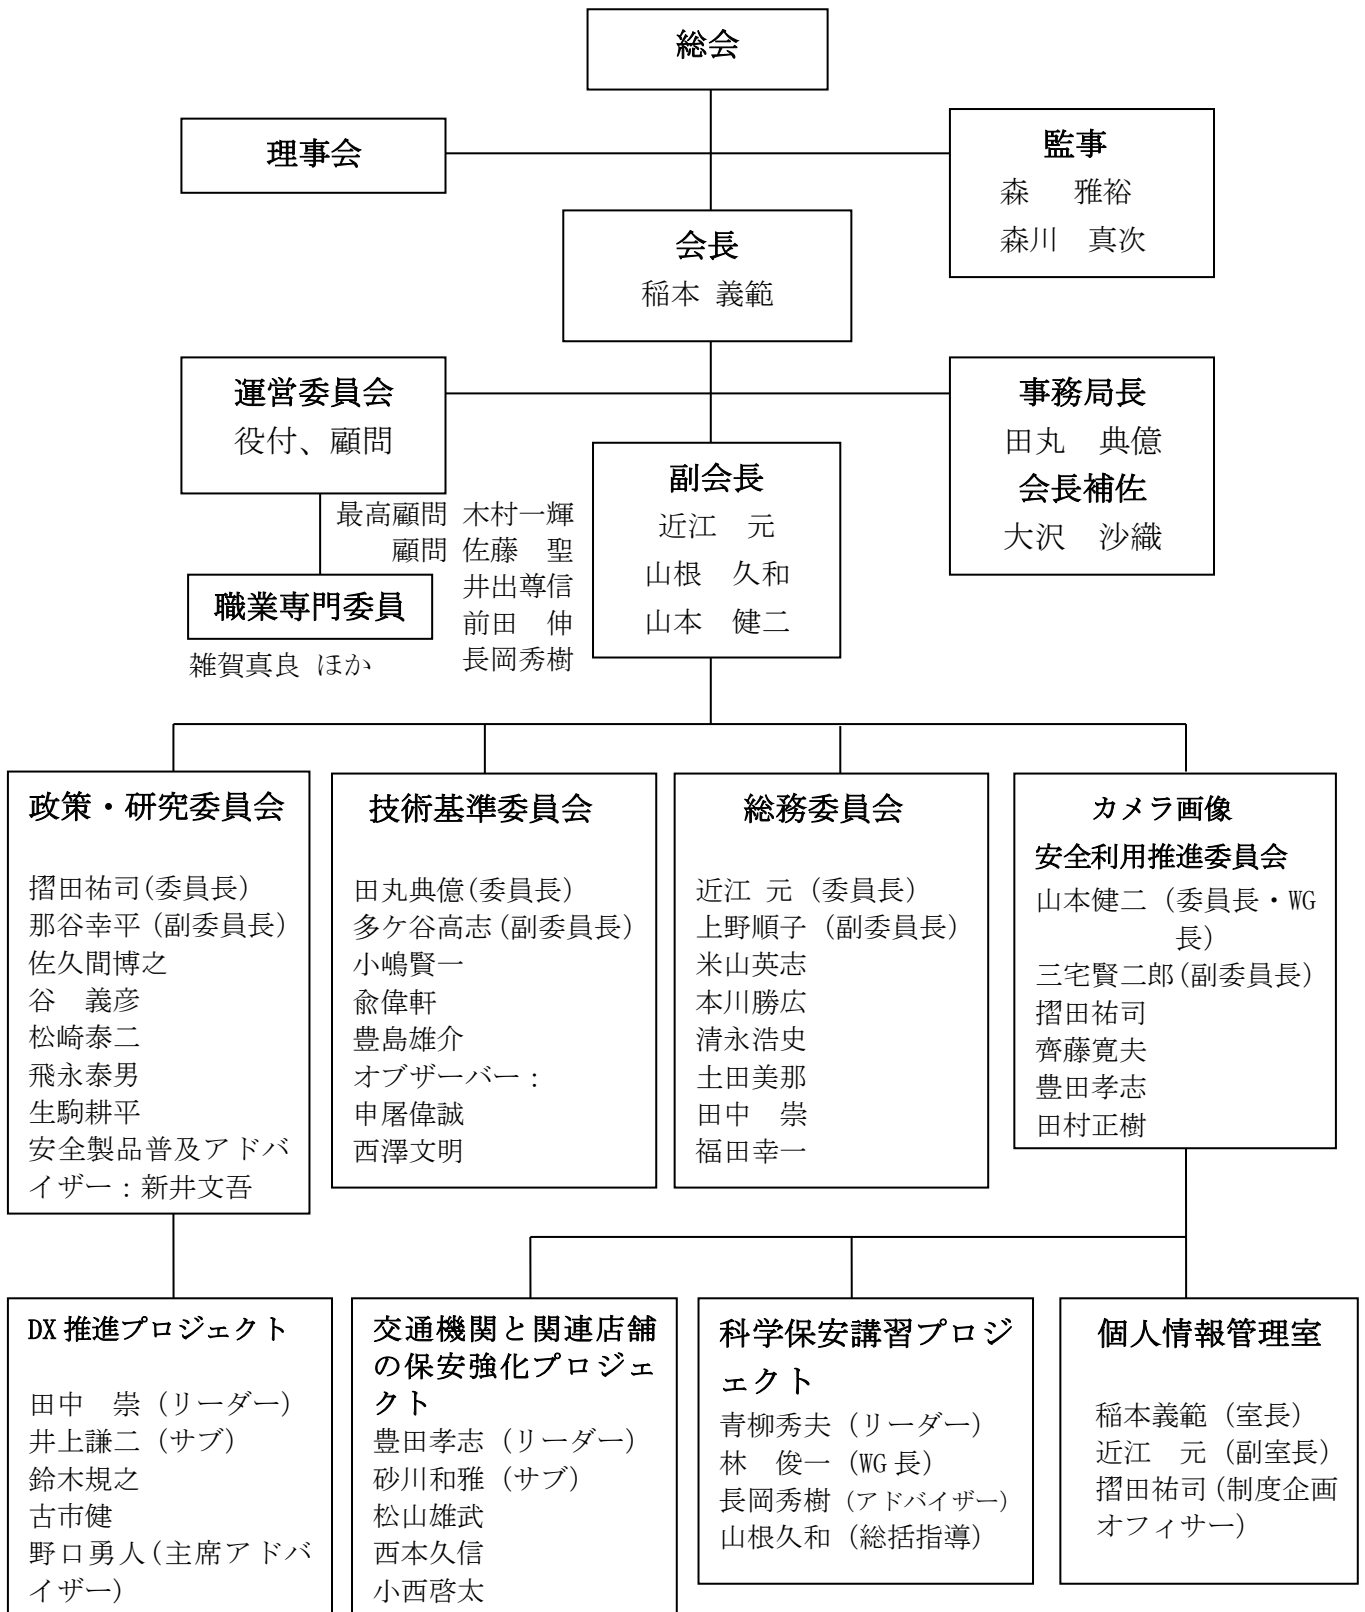 総会
理事会
監事
森　雅裕
森川　真次
会長
稲本 義範
運営委員会
役付、顧問
事務局長
田丸　典億
会長補佐
大沢　沙織
最高顧問 木村一輝
顧問 佐藤　聖
井出尊信
前田　伸
長岡秀樹
職業専門委員
雑賀真良 ほか
副会長
近江　元
山根　久和
山本　健二
政策・研究委員会
摺田祐司(委員長)
那谷幸平(副委員長)
佐久間博之
谷　義彦
松崎泰二
飛永泰男
生駒耕平
安全製品普及アドバ
イザー：新井文吾
技術基準委員会
田丸典億(委員長)
多ケ谷高志(副委員長)
小嶋賢一
兪偉軒
豊島雄介
オブザーバー：
申屠偉誠
西澤文明
総務委員会
近江 元 (委員長)
上野順子 (副委員長)
米山英志
本川勝広
清永浩史
土田美那
田中　崇
福田幸一
カメラ画像
安全利用推進委員会
山本健二 (委員長・WG
長)
三宅賢二郎(副委員長)
摺田祐司
齊藤寛夫
豊田孝志
田村正樹
DX 推進プロジェクト
田中　崇 (リーダー)
井上謙二 (サブ)
鈴木規之
古市健
野口勇人(主席アドバ
イザー)
交通機関と関連店舗
の保安強化プロジェ
クト
豊田孝志 (リーダー)
砂川和雅 (サブ)
松山雄武
西本久信
小西啓太
科学保安講習プロジ
ェクト
青柳秀夫 (リーダー)
林　俊一 (WG 長)
長岡秀樹 (アドバイザー)
山根久和 (総括指導)
個人情報管理室
稲本義範 (室長)
近江　元 (副室長)
摺田祐司(制度企画
オフィサー)